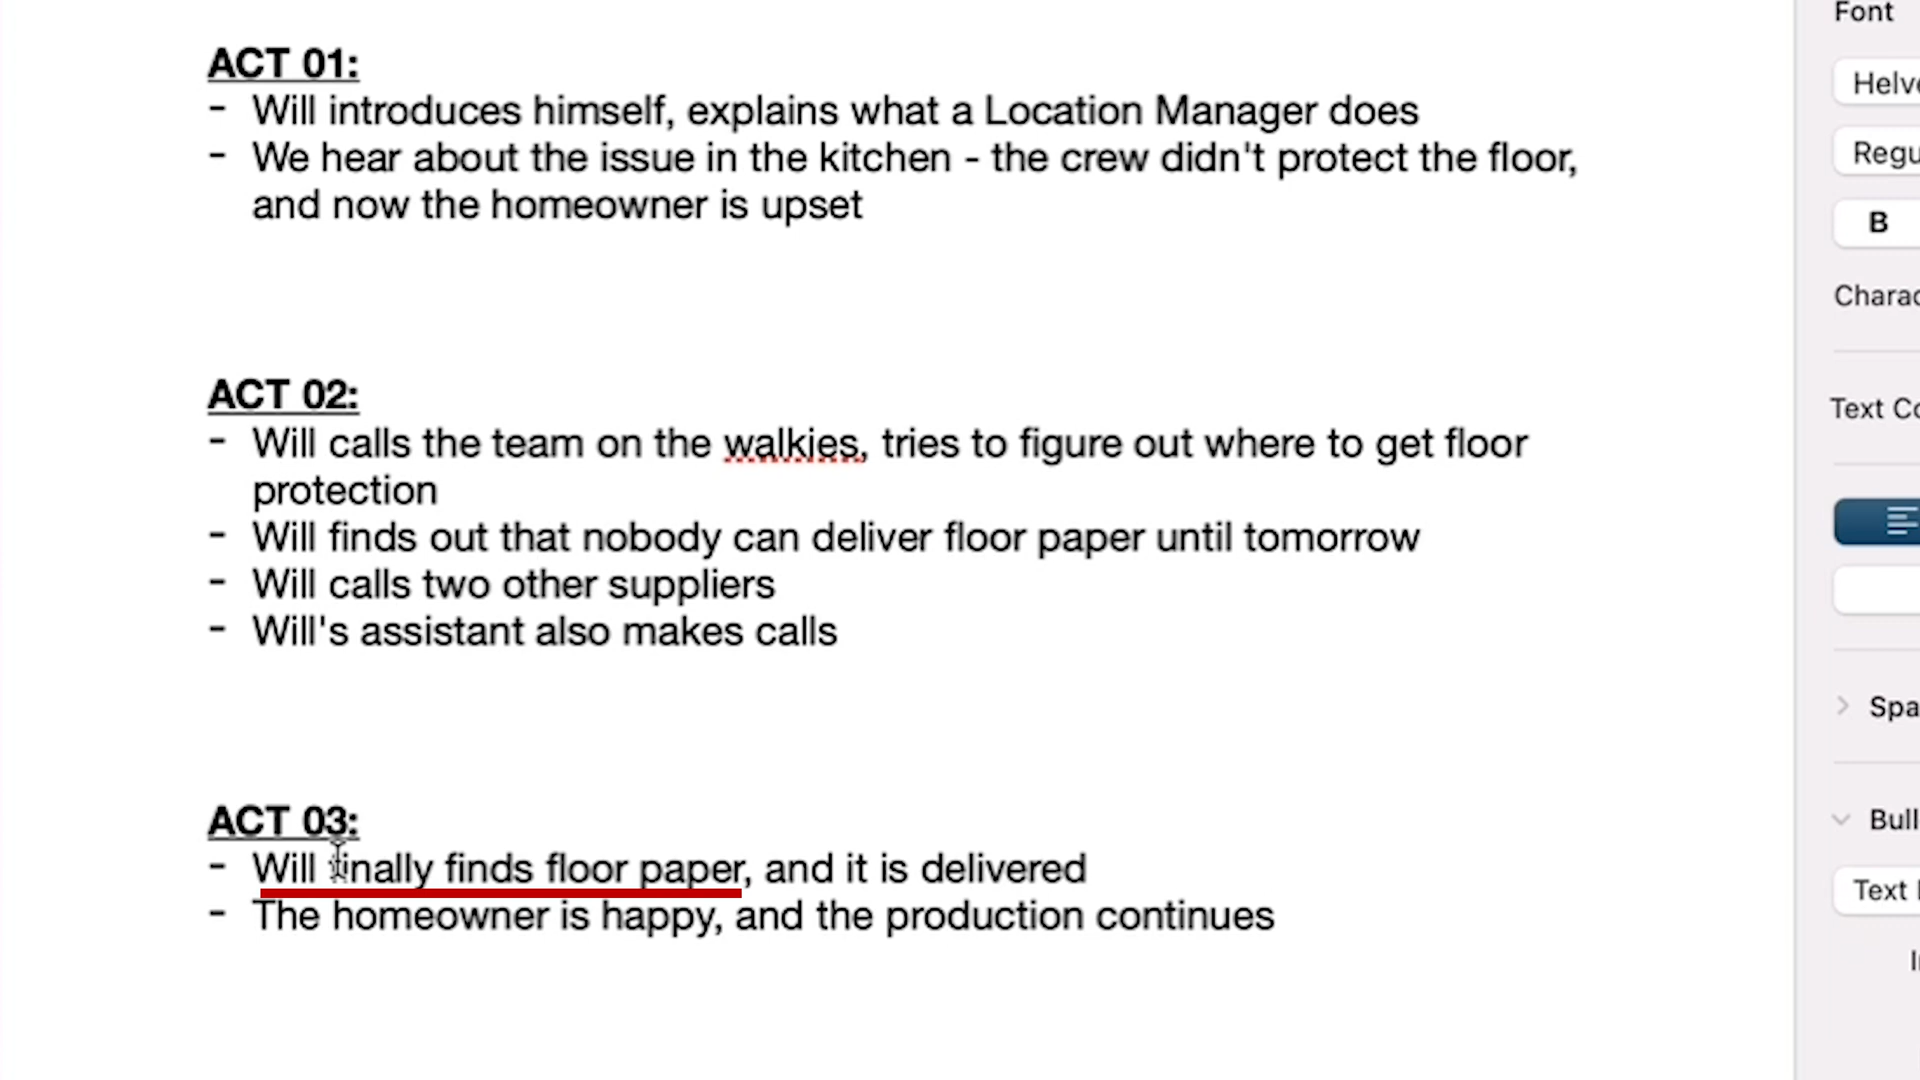 ACT 01:
- Will introduces himself, explains what a Location Manager does
- We hear about the issue in the kitchen - the crew didn't protect the floor,
and now the homeowner is upset
ACT 02:
- Will calls the team on the walkies, tries to figure out where to get floor
protection
- Will finds out that nobody can deliver floor paper until tomorrow
- Will calls two other suppliers
- Will's assistant also makes calls
ACT 03:
- Will finally finds floor paper, and it is delivered
- The homeowner is happy, and the production continues
Font
Helve
Regu
B
Charac
Text Co
Spa
Bull
Text